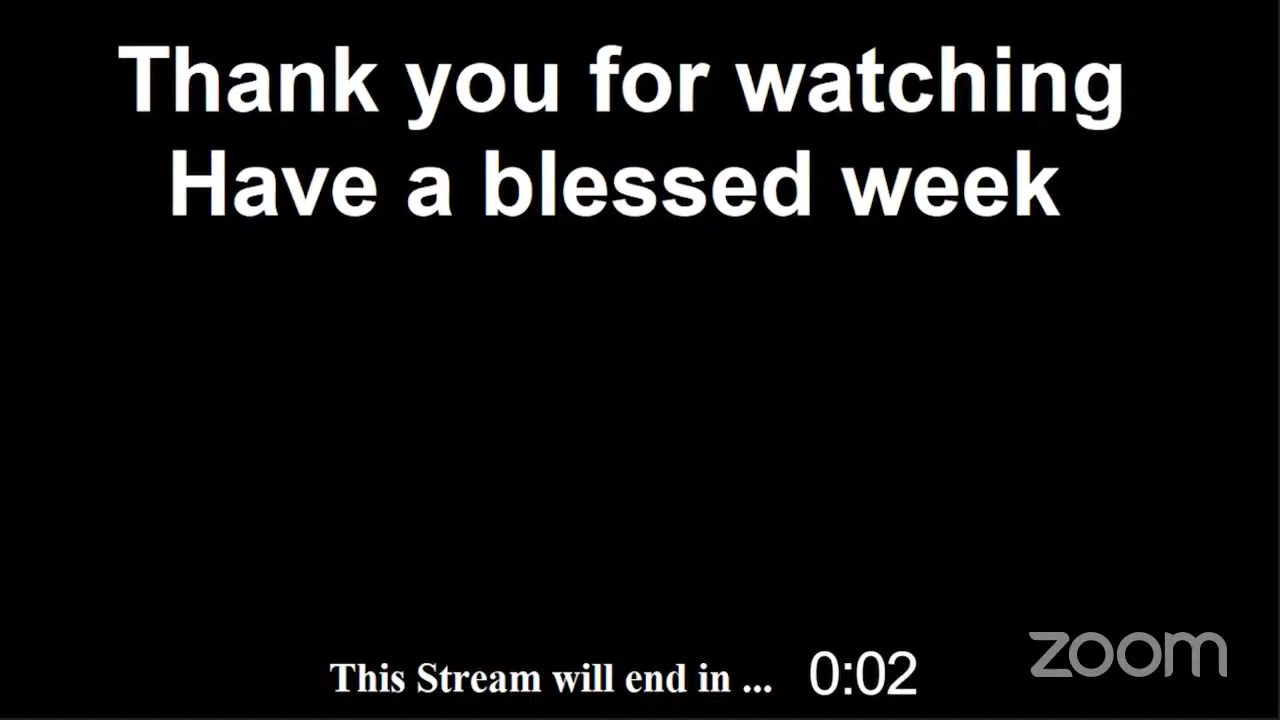 Thank you for watching
Have a blessed week
zoom
This Stream will end in ... 0:02